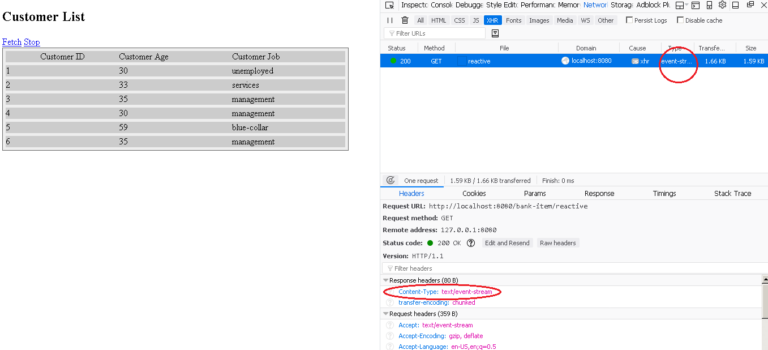 Customer List
Fetch Stop
Customer ID Customer Age Customer Job
1 30 unemployed
2 33 services
3 35 management
4 30 management
5 59 blue-collar
6 35 management
Inspecto Consol Debugge Style Edit Performan Memor Networ Storag Adblock Pl
All HTML CSS JS XHR Fonts Images Media WS Other Persist Logs Disable cache
Filter URLs
Status Method File Domain Cause Type Transfe... Size
200 GET reactive localhost:8080 xhr event-str... 1.66 KB 1.59 KB
One request 1.59 KB / 1.66 KB transferred Finish: 0 ms
Headers Cookies Params Response Timings Stack Trace
Request URL: http://localhost:8080/bank-item/reactive
Request method: GET
Remote address: 127.0.0.1:8080
Status code: 200 OK Edit and Resend Raw headers
Version: HTTP/1.1
Filter headers
Response headers (80 B)
Content-Type: text/event-stream
transfer-encoding: chunked
Request headers (359 B)
Accept: text/event-stream
Accept-Encoding: gzip, deflate
Accept-Language: en-US,en;q=0.5